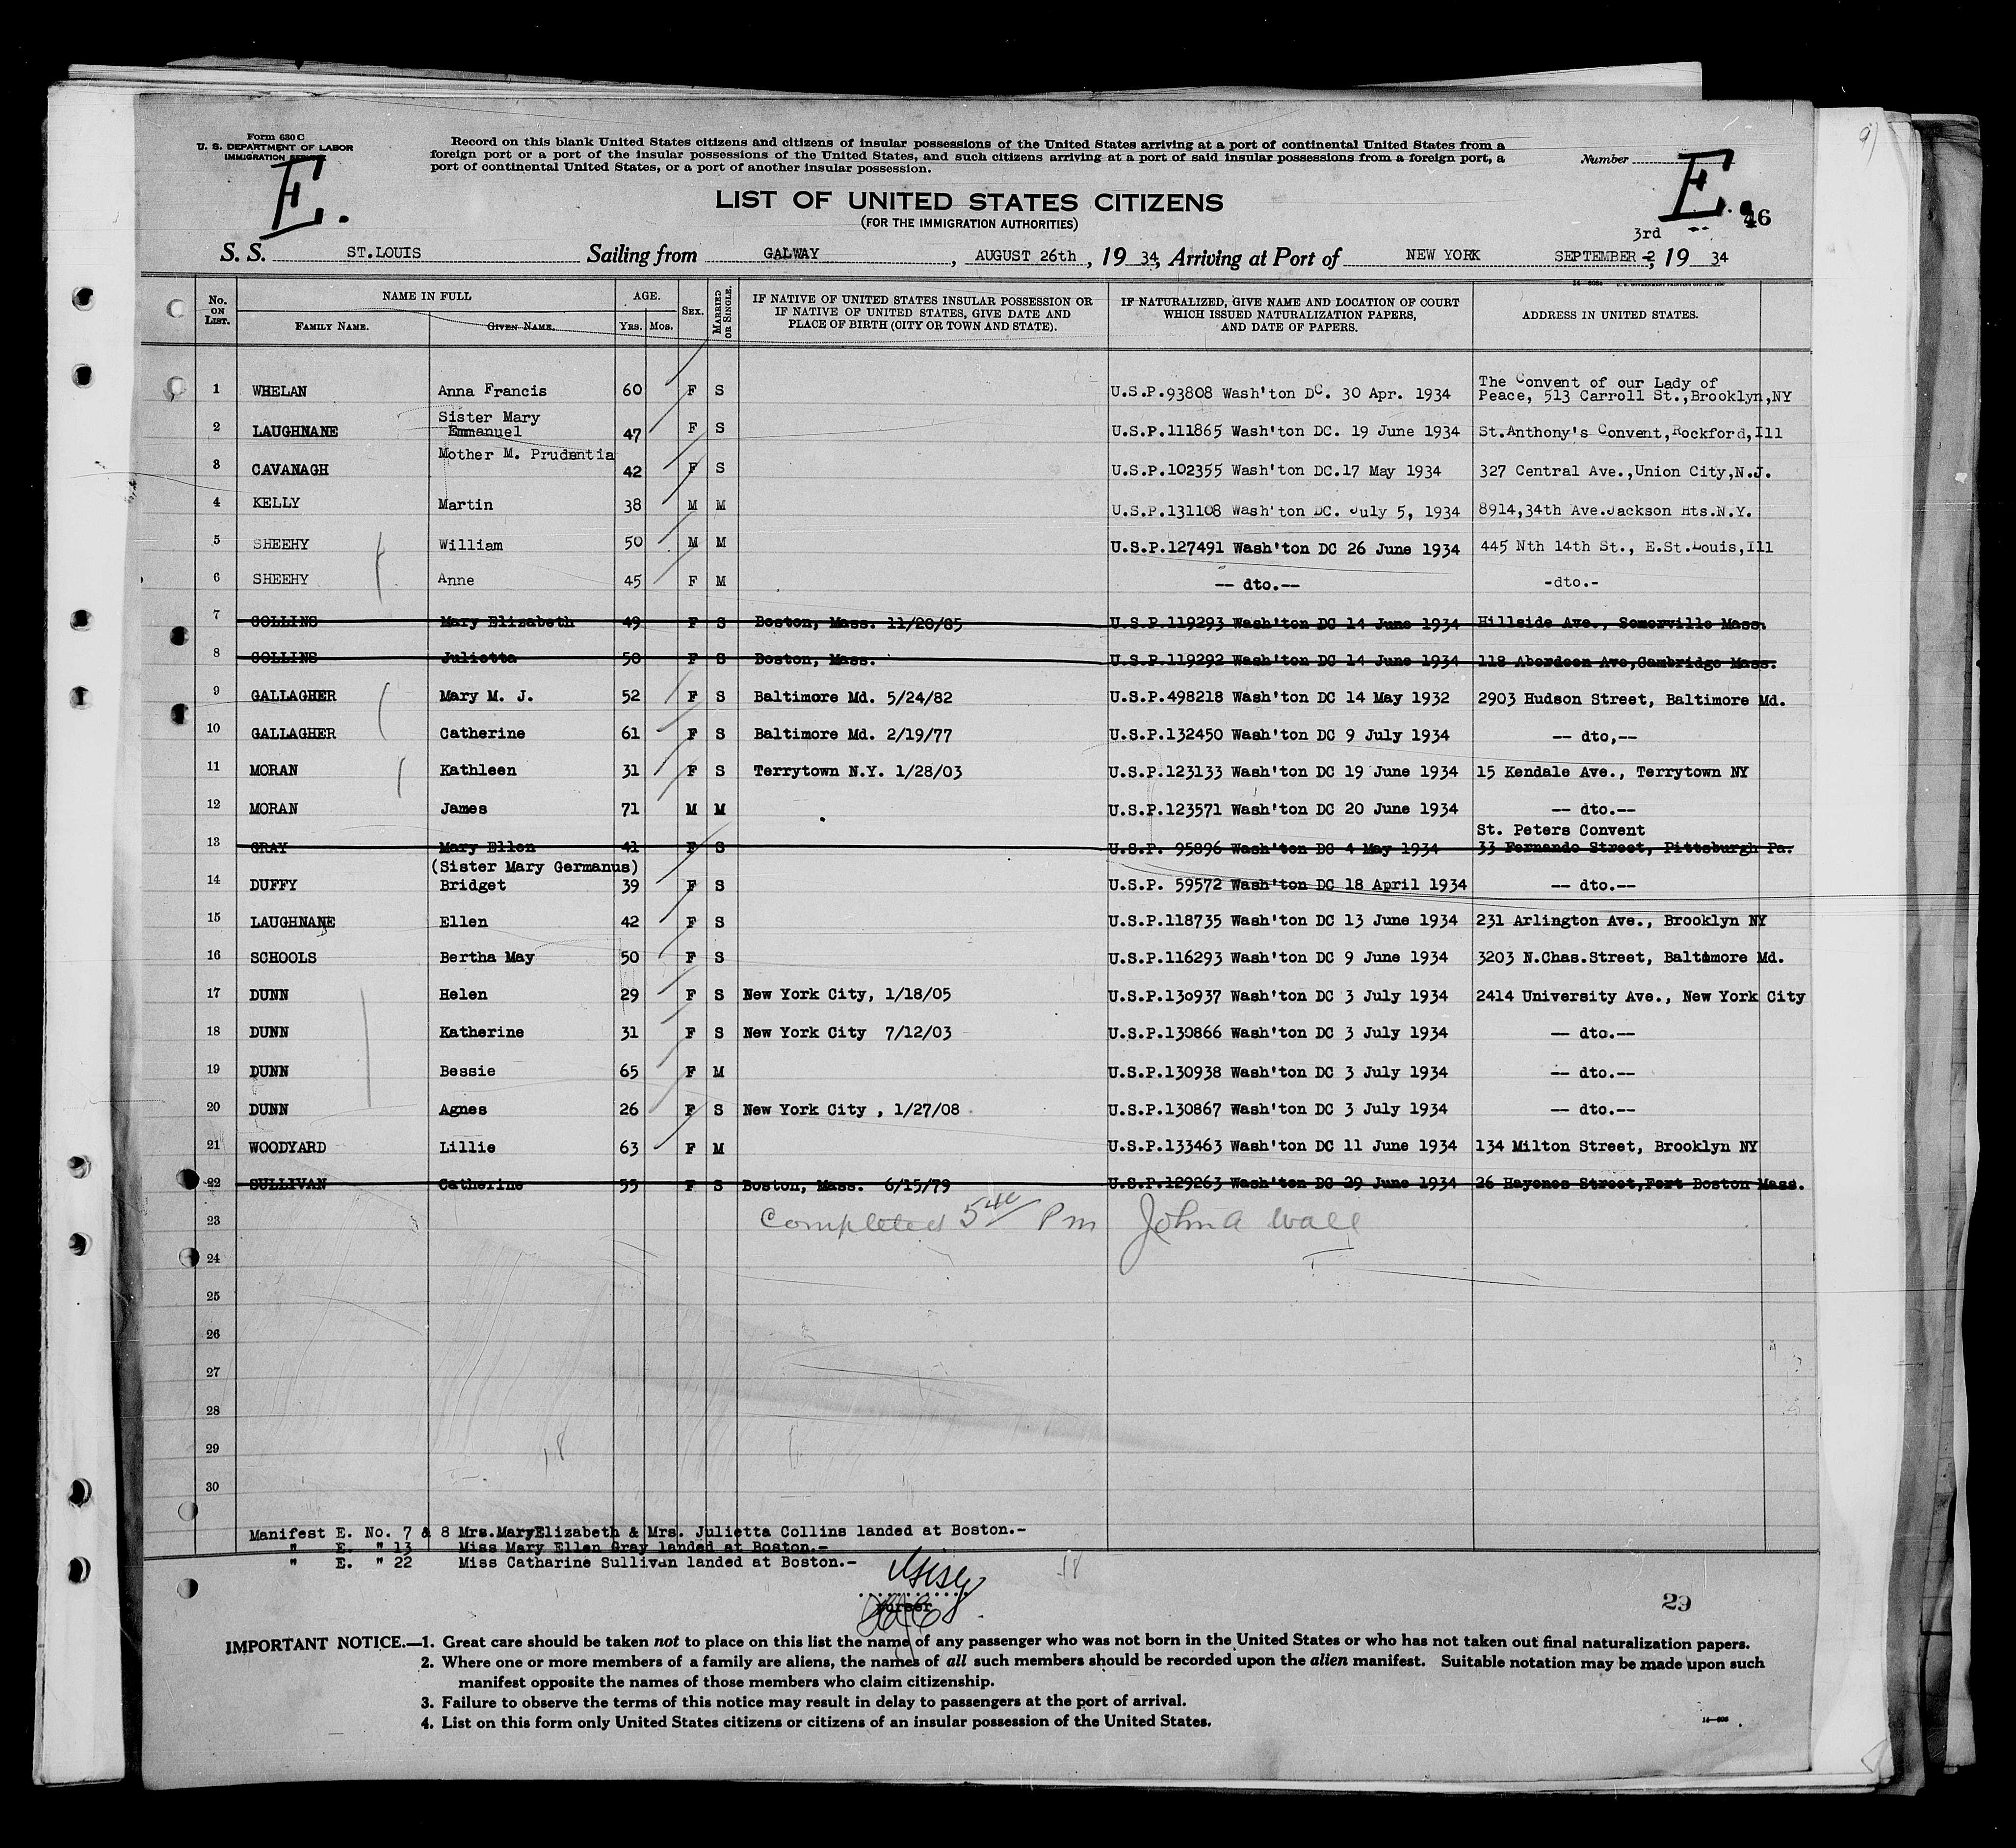 Form 630 C
U. S. DEPARTMENT OF LABOR
IMMIGRATION SERVICE
Record on this blank United States citizens and citizens of insular possessions of the United States arriving at a port of continental United States from a
foreign port or a port of the insular possessions of the United States, and such citizens arriving at a port of said insular possessions from a foreign port, a
port of continental United States, or a port of another insular possession.
Number
E.
E.
46
LIST OF UNITED STATES CITIZENS
(FOR THE IMMIGRATION AUTHORITIES)
3rd
S. S. ST.LOUIS Sailing from GALWAY, AUGUST 26th, 19 34, Arriving at Port of NEW YORK SEPTEMBER 2, 19 34
No. ON LIST. NAME IN FULL AGE. SEX. MARRIED OR SINGLE. IF NATIVE OF UNITED STATES INSULAR POSSESSION OR IF NATIVE OF UNITED STATES, GIVE DATE AND PLACE OF BIRTH (CITY OR TOWN AND STATE). IF NATURALIZED, GIVE NAME AND LOCATION OF COURT WHICH ISSUED NATURALIZATION PAPERS, AND DATE OF PAPERS. ADDRESS IN UNITED STATES.
FAMILY NAME. GIVEN NAME. YRS. MOS.
1 WHELAN Anna Francis 60 F S U.S.P.93808 Wash'ton DC. 30 Apr. 1934 The Convent of our Lady of Peace, 513 Carroll St.,Brooklyn,NY
2 LAUGHNANE Sister Mary Emmanuel 47 F S U.S.P.111865 Wash'ton DC. 19 June 1934 St.Anthony's Convent,Rockford,Ill
3 CAVANAGH Mother M. Prudentia 42 F S U.S.P.102355 Wash'ton DC.17 May 1934 327 Central Ave.,Union City,N.J.
4 KELLY Martin 38 M M U.S.P.131108 Wash'ton DC. July 5, 1934 8914,34th Ave.Jackson Hts.N.Y.
5 SHEEHY William 50 M M U.S.P.127491 Wash'ton DC 26 June 1934 445 Nth 14th St., E.St.Louis,Ill
6 SHEEHY Anne 45 F M -- dto.-- -dto.-
7 COLLINS Mary Elizabeth 49 F S Boston, Mass. 11/20/85 U.S.P.119293 Wash'ton DC 14 June 1934 Hillside Ave., Somerville Mass.
8 COLLINS Julietta 50 F S Boston, Mass. U.S.P.119292 Wash'ton DC 14 June 1934 118 Aberdeen Ave,Cambridge Mass.
9 GALLAGHER Mary M. J. 52 F S Baltimore Md. 5/24/82 U.S.P.498218 Wash'ton DC 14 May 1932 2903 Hudson Street, Baltimore Md.
10 GALLAGHER Catherine 61 F S Baltimore Md. 2/19/77 U.S.P.132450 Wash'ton DC 9 July 1934 -- dto,--
11 MORAN Kathleen 31 F S Terrytown N.Y. 1/28/03 U.S.P.123133 Wash'ton DC 19 June 1934 15 Kendale Ave., Terrytown NY
12 MORAN James 71 M M U.S.P.123571 Wash'ton DC 20 June 1934 -- dto.--
13 GRAY Mary Ellen 41 F S U.S.P. 95896 Wash'ton DC 4 May 1934 St. Peters Convent 33 Fernando Street, Pittsburgh Pa.
(Sister Mary Germanus)
14 DUFFY Bridget 39 F S U.S.P. 59572 Wash'ton DC 18 April 1934 -- dto.--
15 LAUGHNANE Ellen 42 F S U.S.P.118735 Wash'ton DC 13 June 1934 231 Arlington Ave., Brooklyn NY
16 SCHOOLS Bertha May 50 F S U.S.P.116293 Wash'ton DC 9 June 1934 3203 N.Chas.Street, Baltimore Md.
17 DUNN Helen 29 F S New York City, 1/18/05 U.S.P.130937 Wash'ton DC 3 July 1934 2414 University Ave., New York City
18 DUNN Katherine 31 F S New York City 7/12/03 U.S.P.130866 Wash'ton DC 3 July 1934 -- dto.--
19 DUNN Bessie 65 F M U.S.P.130938 Wash'ton DC 3 July 1934 -- dto.--
20 DUNN Agnes 26 F S New York City , 1/27/08 U.S.P.130867 Wash'ton DC 3 July 1934 -- dto.--
21 WOODYARD Lillie 63 F M U.S.P.133463 Wash'ton DC 11 June 1934 134 Milton Street, Brooklyn NY
22 SULLIVAN Catherine 55 F S Boston, Mass. 6/15/79 U.S.P.129263 Wash'ton DC 29 June 1934 26 Haynes Street,Fort Boston Mass.
23 Completed 5 40 Pm John A Wall
24
25
26
27
28
29 18
30
Manifest E. No. 7 & 8 Mrs.MaryElizabeth & Mrs. Julietta Collins landed at Boston.-
" E. " 13 Miss Mary Ellen Gray landed at Boston.-
" E. " 22 Miss Catharine Sullivan landed at Boston.-
18
Purser
29
IMPORTANT NOTICE.—1. Great care should be taken not to place on this list the name of any passenger who was not born in the United States or who has not taken out final naturalization papers.
2. Where one or more members of a family are aliens, the names of all such members should be recorded upon the alien manifest. Suitable notation may be made upon such
manifest opposite the names of those members who claim citizenship.
3. Failure to observe the terms of this notice may result in delay to passengers at the port of arrival.
4. List on this form only United States citizens or citizens of an insular possession of the United States.